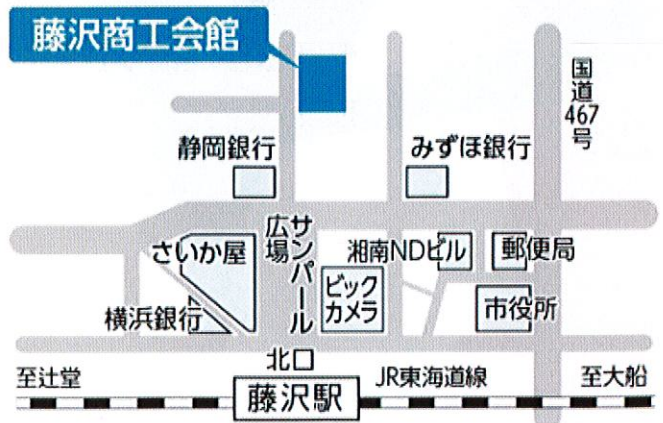 藤沢商工会館
国道467号
静岡銀行
みずほ銀行
サンパール
広場
さいか屋
湘南NDビル
郵便局
ビック
カメラ
横浜銀行
市役所
北口
至辻堂
JR東海道線
至大船
藤沢駅